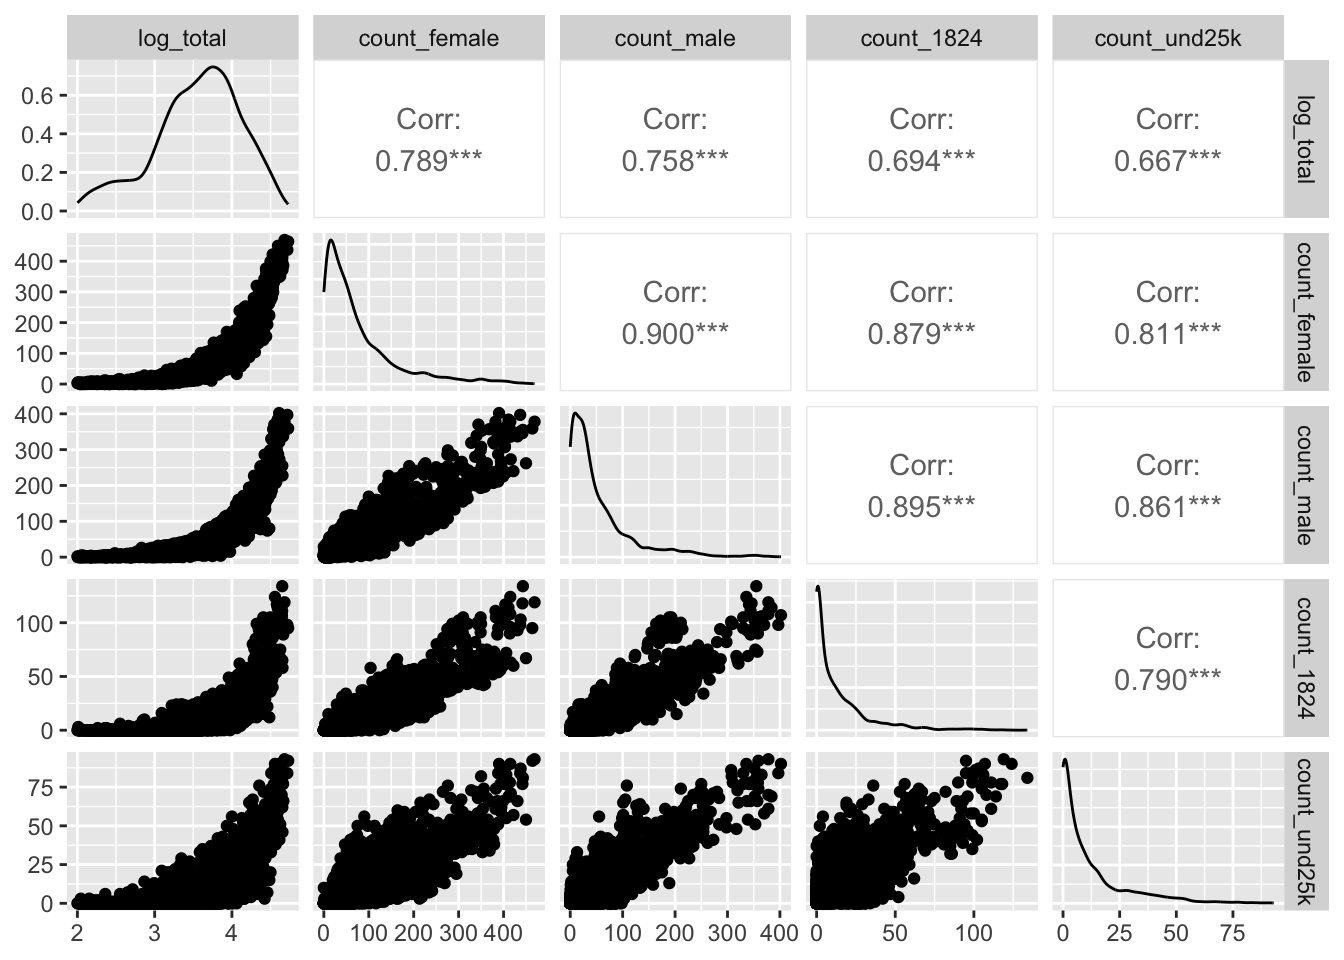 log_total count_female count_male count_1824 count_und25k
0.6
0.4
0.2
0.0
Corr:
0.789***
Corr:
0.758***
Corr:
0.694***
Corr:
0.667***
log_total
400
300
200
100
0
Corr:
0.900***
Corr:
0.879***
Corr:
0.811***
count_female
400
300
200
100
0
Corr:
0.895***
Corr:
0.861***
count_male
100
50
0
Corr:
0.790***
count_1824
75
50
25
0
count_und25k
2 3 4 0 100 200 300 400 0 100 200 300 400 0 50 100 0 25 50 75